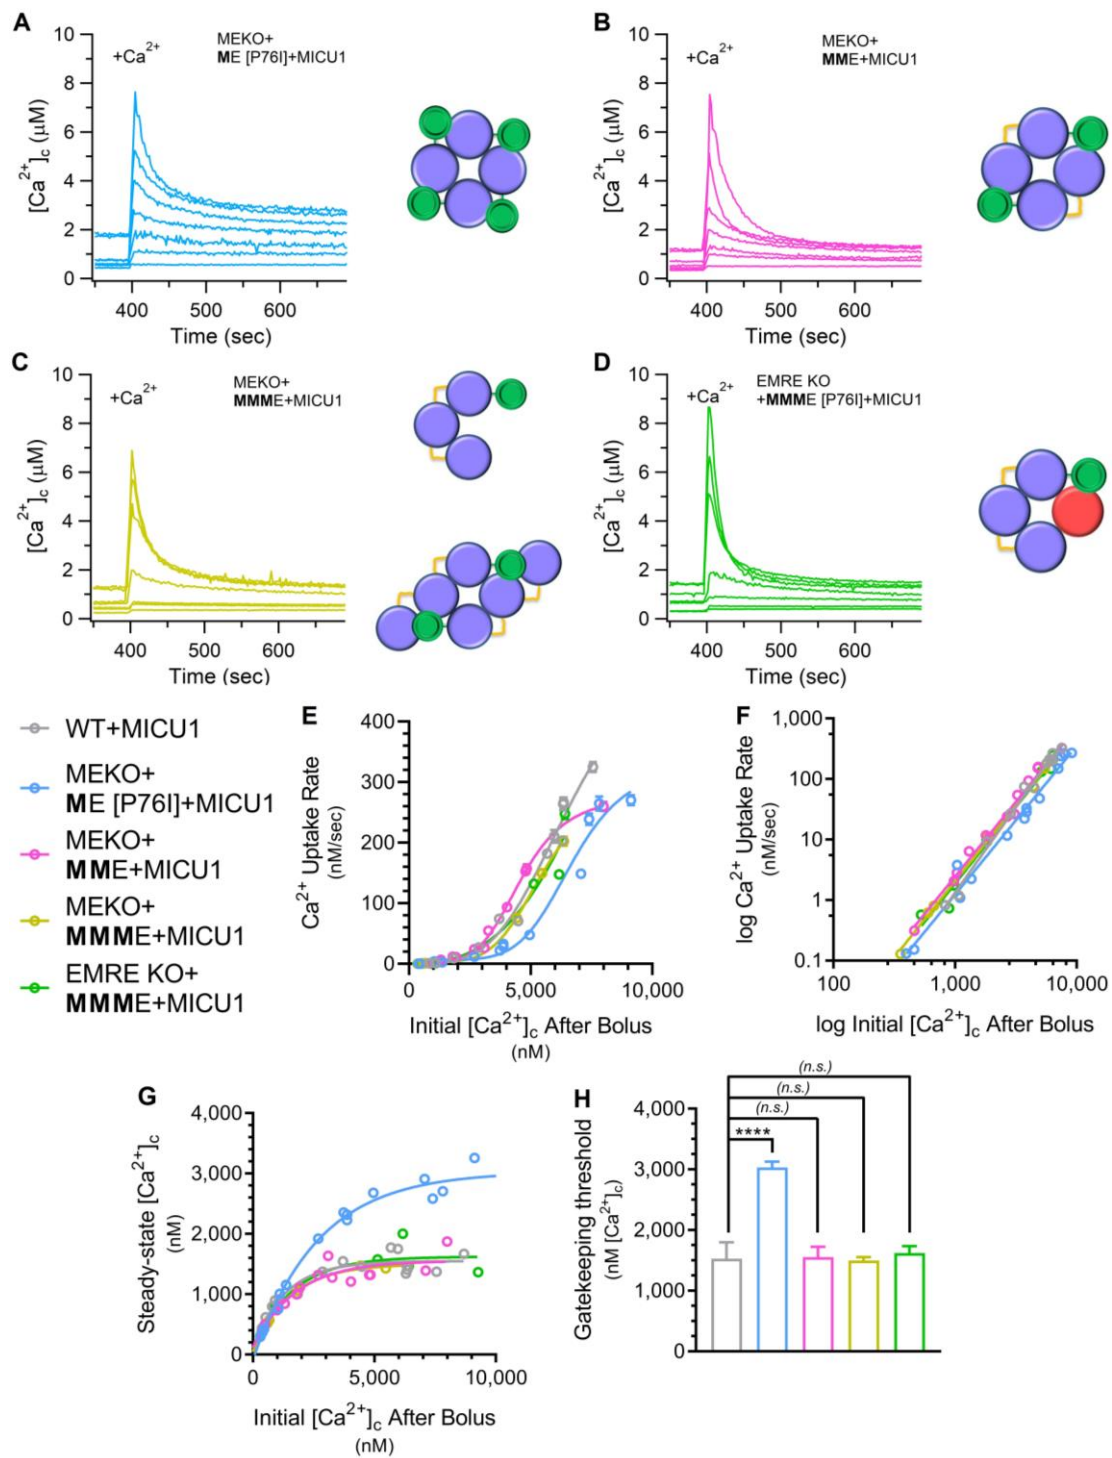 A
10
8
6
4
2
0
[Ca²⁺]c (μM)
+Ca²⁺
MEKO+
ME [P76I]+MICU1
400
500
600
Time (sec)
B
10
8
6
4
2
0
[Ca²⁺]c (μM)
+Ca²⁺
MEKO+
MME+MICU1
400
500
600
Time (sec)
C
10
8
6
4
2
0
[Ca²⁺]c (μM)
+Ca²⁺
MEKO+
MMME+MICU1
400
500
600
Time (sec)
D
10
8
6
4
2
0
[Ca²⁺]c (μM)
+Ca²⁺
EMRE KO
+MMME [P76I]+MICU1
400
500
600
Time (sec)
WT+MICU1
MEKO+
ME [P76I]+MICU1
MEKO+
MME+MICU1
MEKO+
MMME+MICU1
EMRE KO+
MMME+MICU1
E
400
300
200
100
0
Ca²⁺ Uptake Rate
(nM/sec)
0
5,000
10,000
Initial [Ca²⁺]c After Bolus
(nM)
F
1,000
100
10
1
0.1
log Ca²⁺ Uptake Rate
(nM/sec)
100
1,000
10,000
log Initial [Ca²⁺]c After Bolus
G
4,000
3,000
2,000
1,000
0
Steady-state [Ca²⁺]c
(nM)
0
5,000
10,000
Initial [Ca²⁺]c After Bolus
(nM)
H
4,000
3,000
2,000
1,000
0
Gatekeeping threshold
(nM [Ca²⁺]c)
(n.s.)
(n.s.)
(n.s.)
****